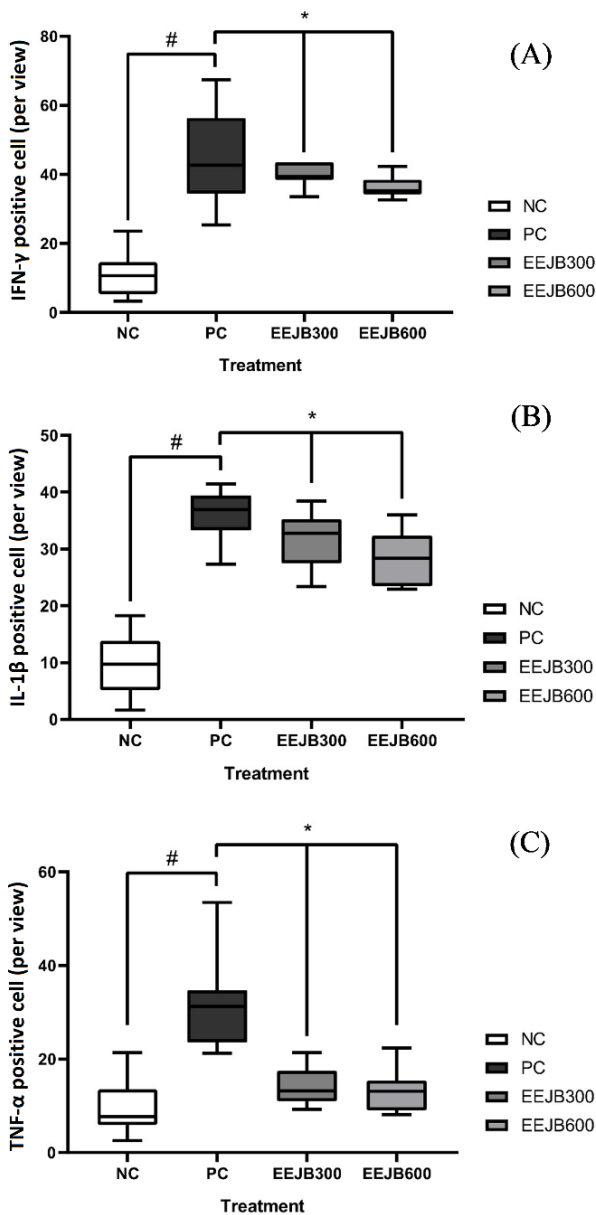 (A)
#
*
IFN-γ positive cell (per view)
80
60
40
20
0
NC
PC
EEJB300
EEJB600
Treatment
NC
PC
EEJB300
EEJB600
(B)
#
*
IL-1β positive cell (per view)
50
40
30
20
10
0
NC
PC
EEJB300
EEJB600
Treatment
NC
PC
EEJB300
EEJB600
(C)
#
*
TNF-α positive cell (per view)
60
40
20
0
NC
PC
EEJB300
EEJB600
Treatment
NC
PC
EEJB300
EEJB600